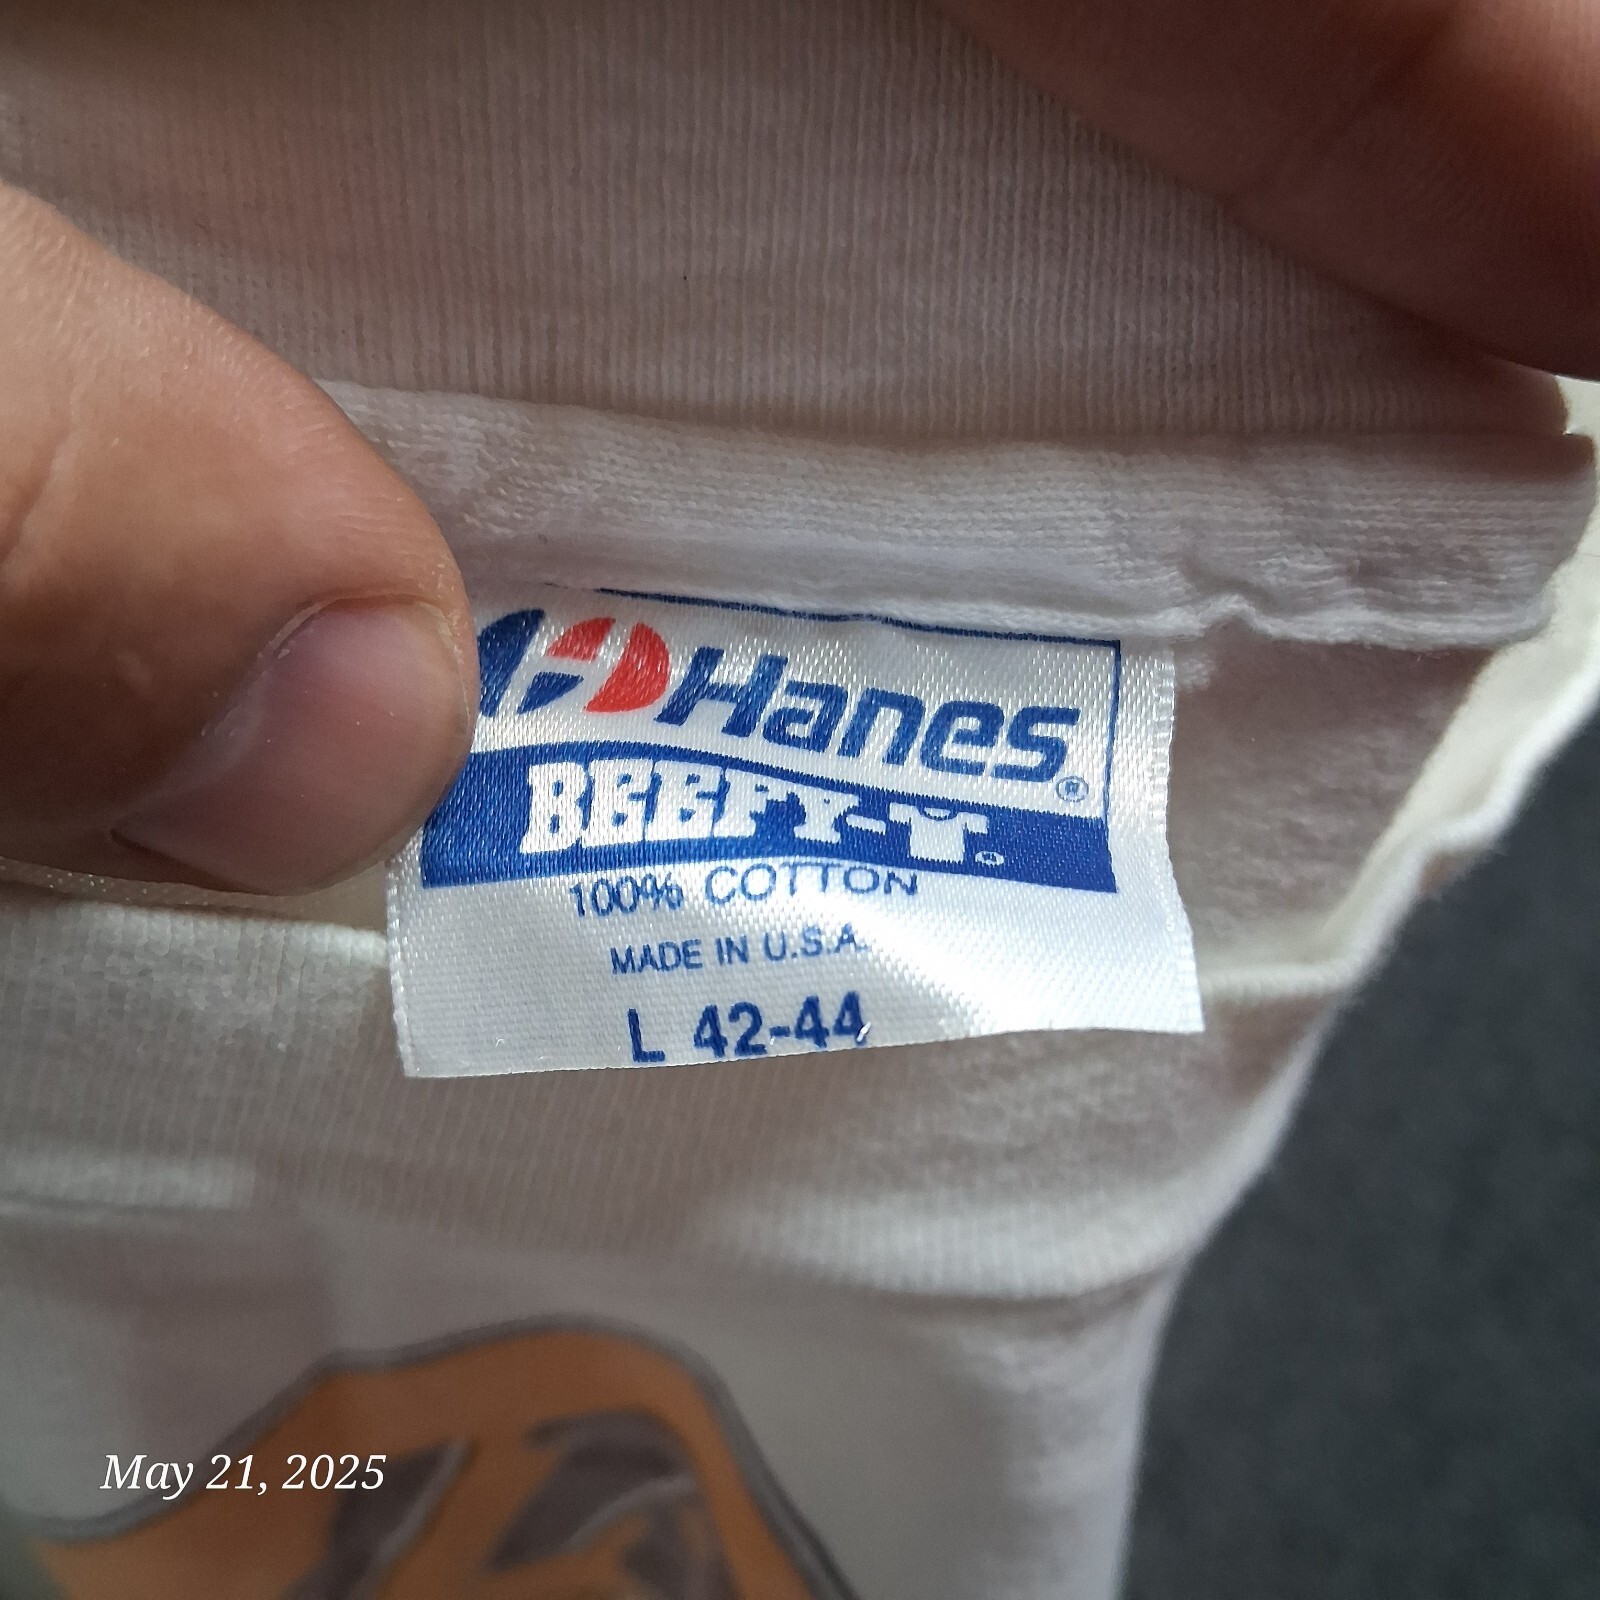 Hanes®
BEEFY-T®
100% COTTON
MADE IN U.S.A.
L 42-44
May 21, 2025